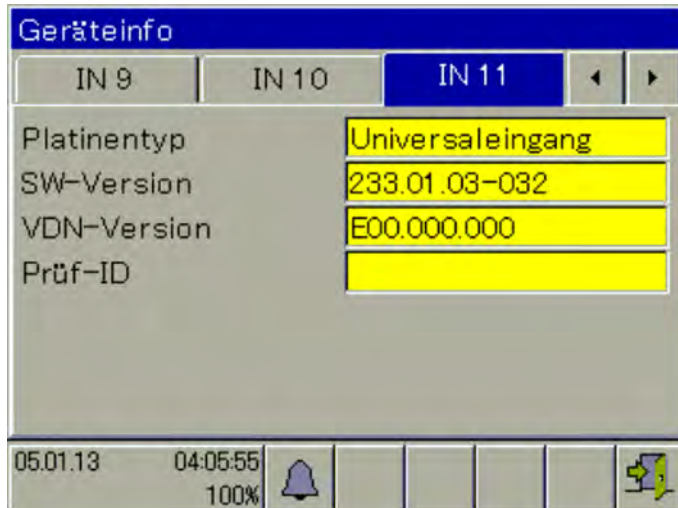 Geräteinfo
IN 9 IN 10 IN 11
Platinentyp Universaleingang
SW-Version 233.01.03-032
VDN-Version E00.000.000
Prüf-ID
05.01.13 04:05:55
100%